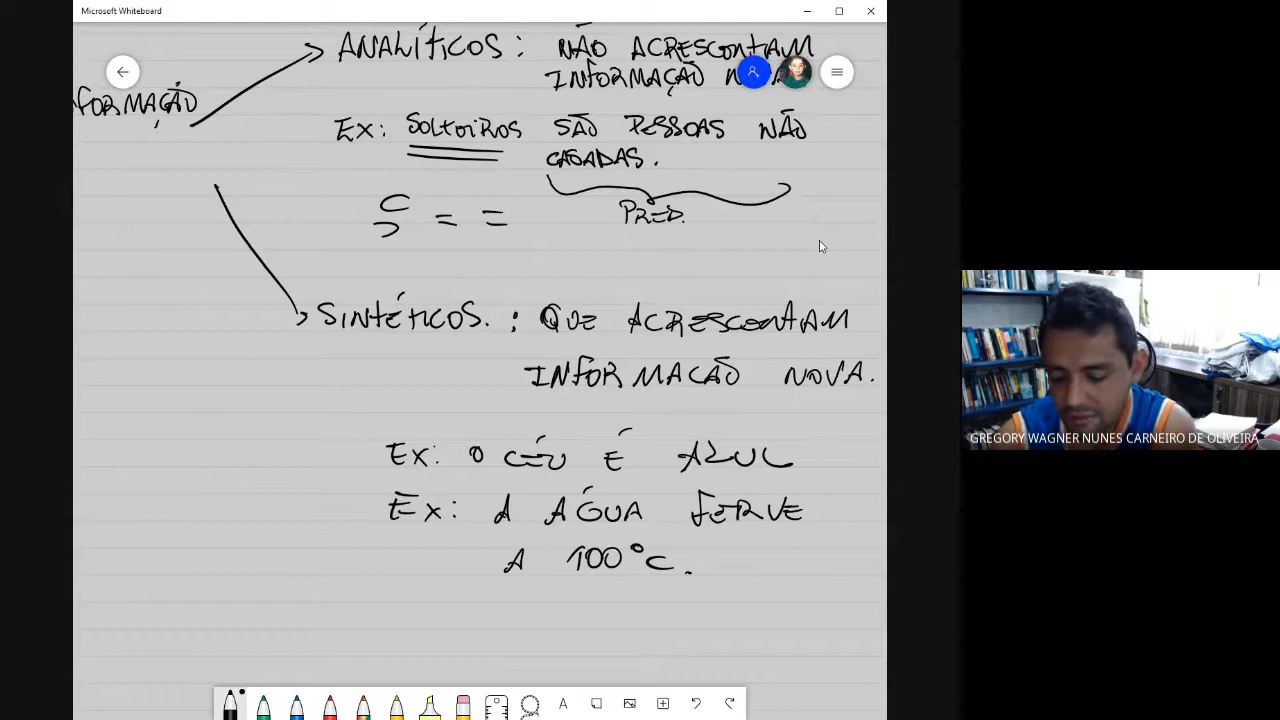 Microsoft Whiteboard
ANALÍTICOS: NÃO ACRESCENTAM
INFORMAÇÃO
FORMAÇÃO
EX: SOLTEIROS SÃO PESSOAS NÃO
CASADAS.
PRED.
SINTÉTICOS. : QUE ACRESCENTAM
INFORMACÃO NOVA.
EX: O CÉU É AZUL
EX: A ÁGUA FERVE
A 100°C.
GREGORY WAGNER NUNES CARNEIRO DE OLIVEIRA